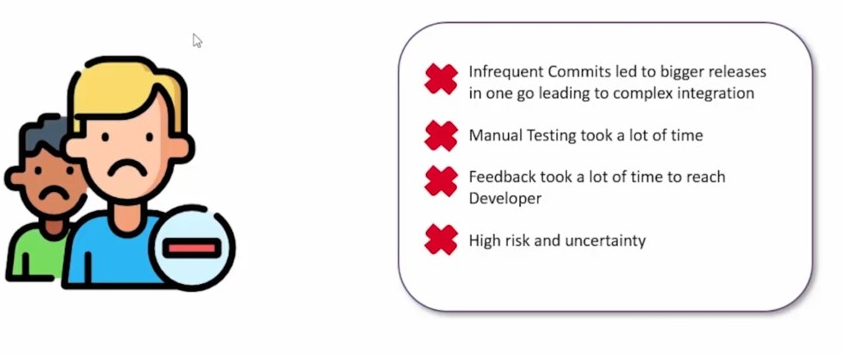 Infrequent Commits led to bigger releases
in one go leading to complex integration
Manual Testing took a lot of time
Feedback took a lot of time to reach
Developer
High risk and uncertainty